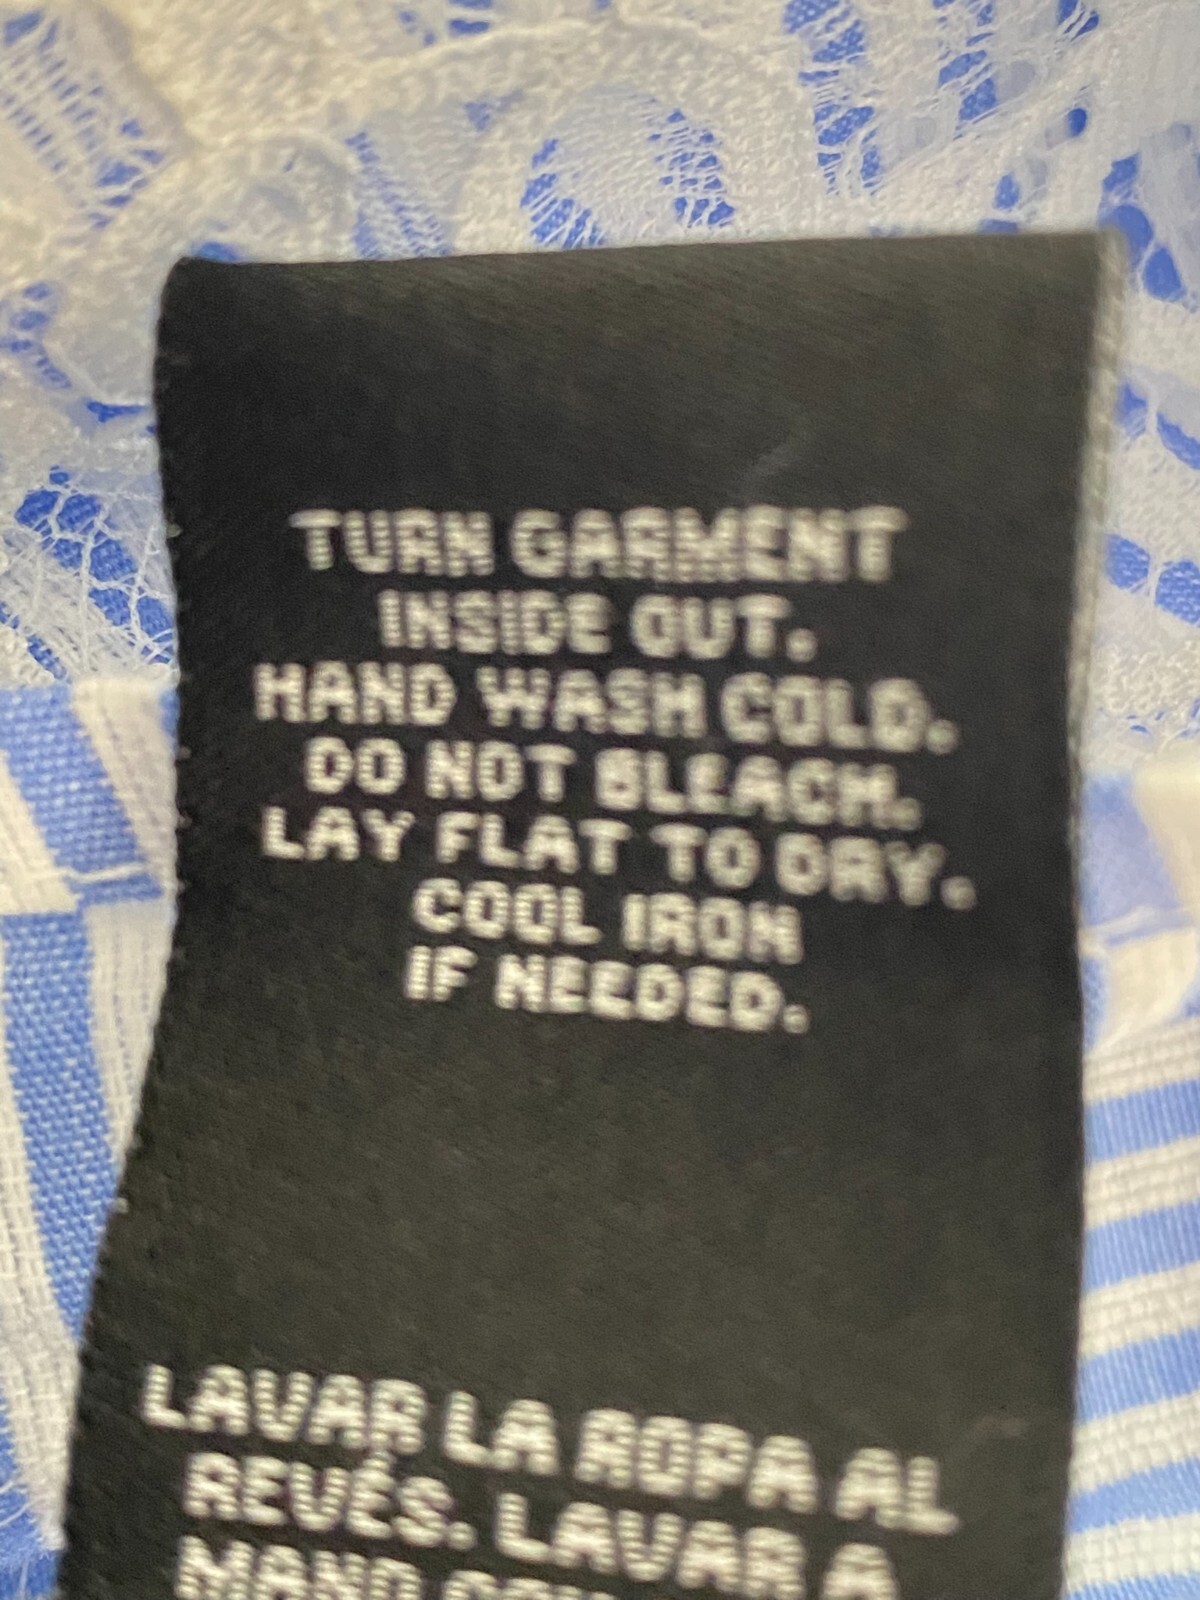 TURN GARMENT
INSIDE OUT.
HAND WASH COLD.
DO NOT BLEACH.
LAY FLAT TO DRY.
COOL IRON
IF NEEDED.
LAVAR LA ROPA AL
REVÉS. LAVAR A
MANO